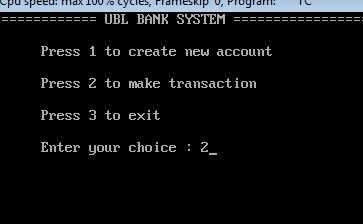 Cpu speed: max 100% cycles, Frameskip 0, Program: TC
============ UBL BANK SYSTEM ================
Press 1 to create new account
Press 2 to make transaction
Press 3 to exit
Enter your choice : 2_